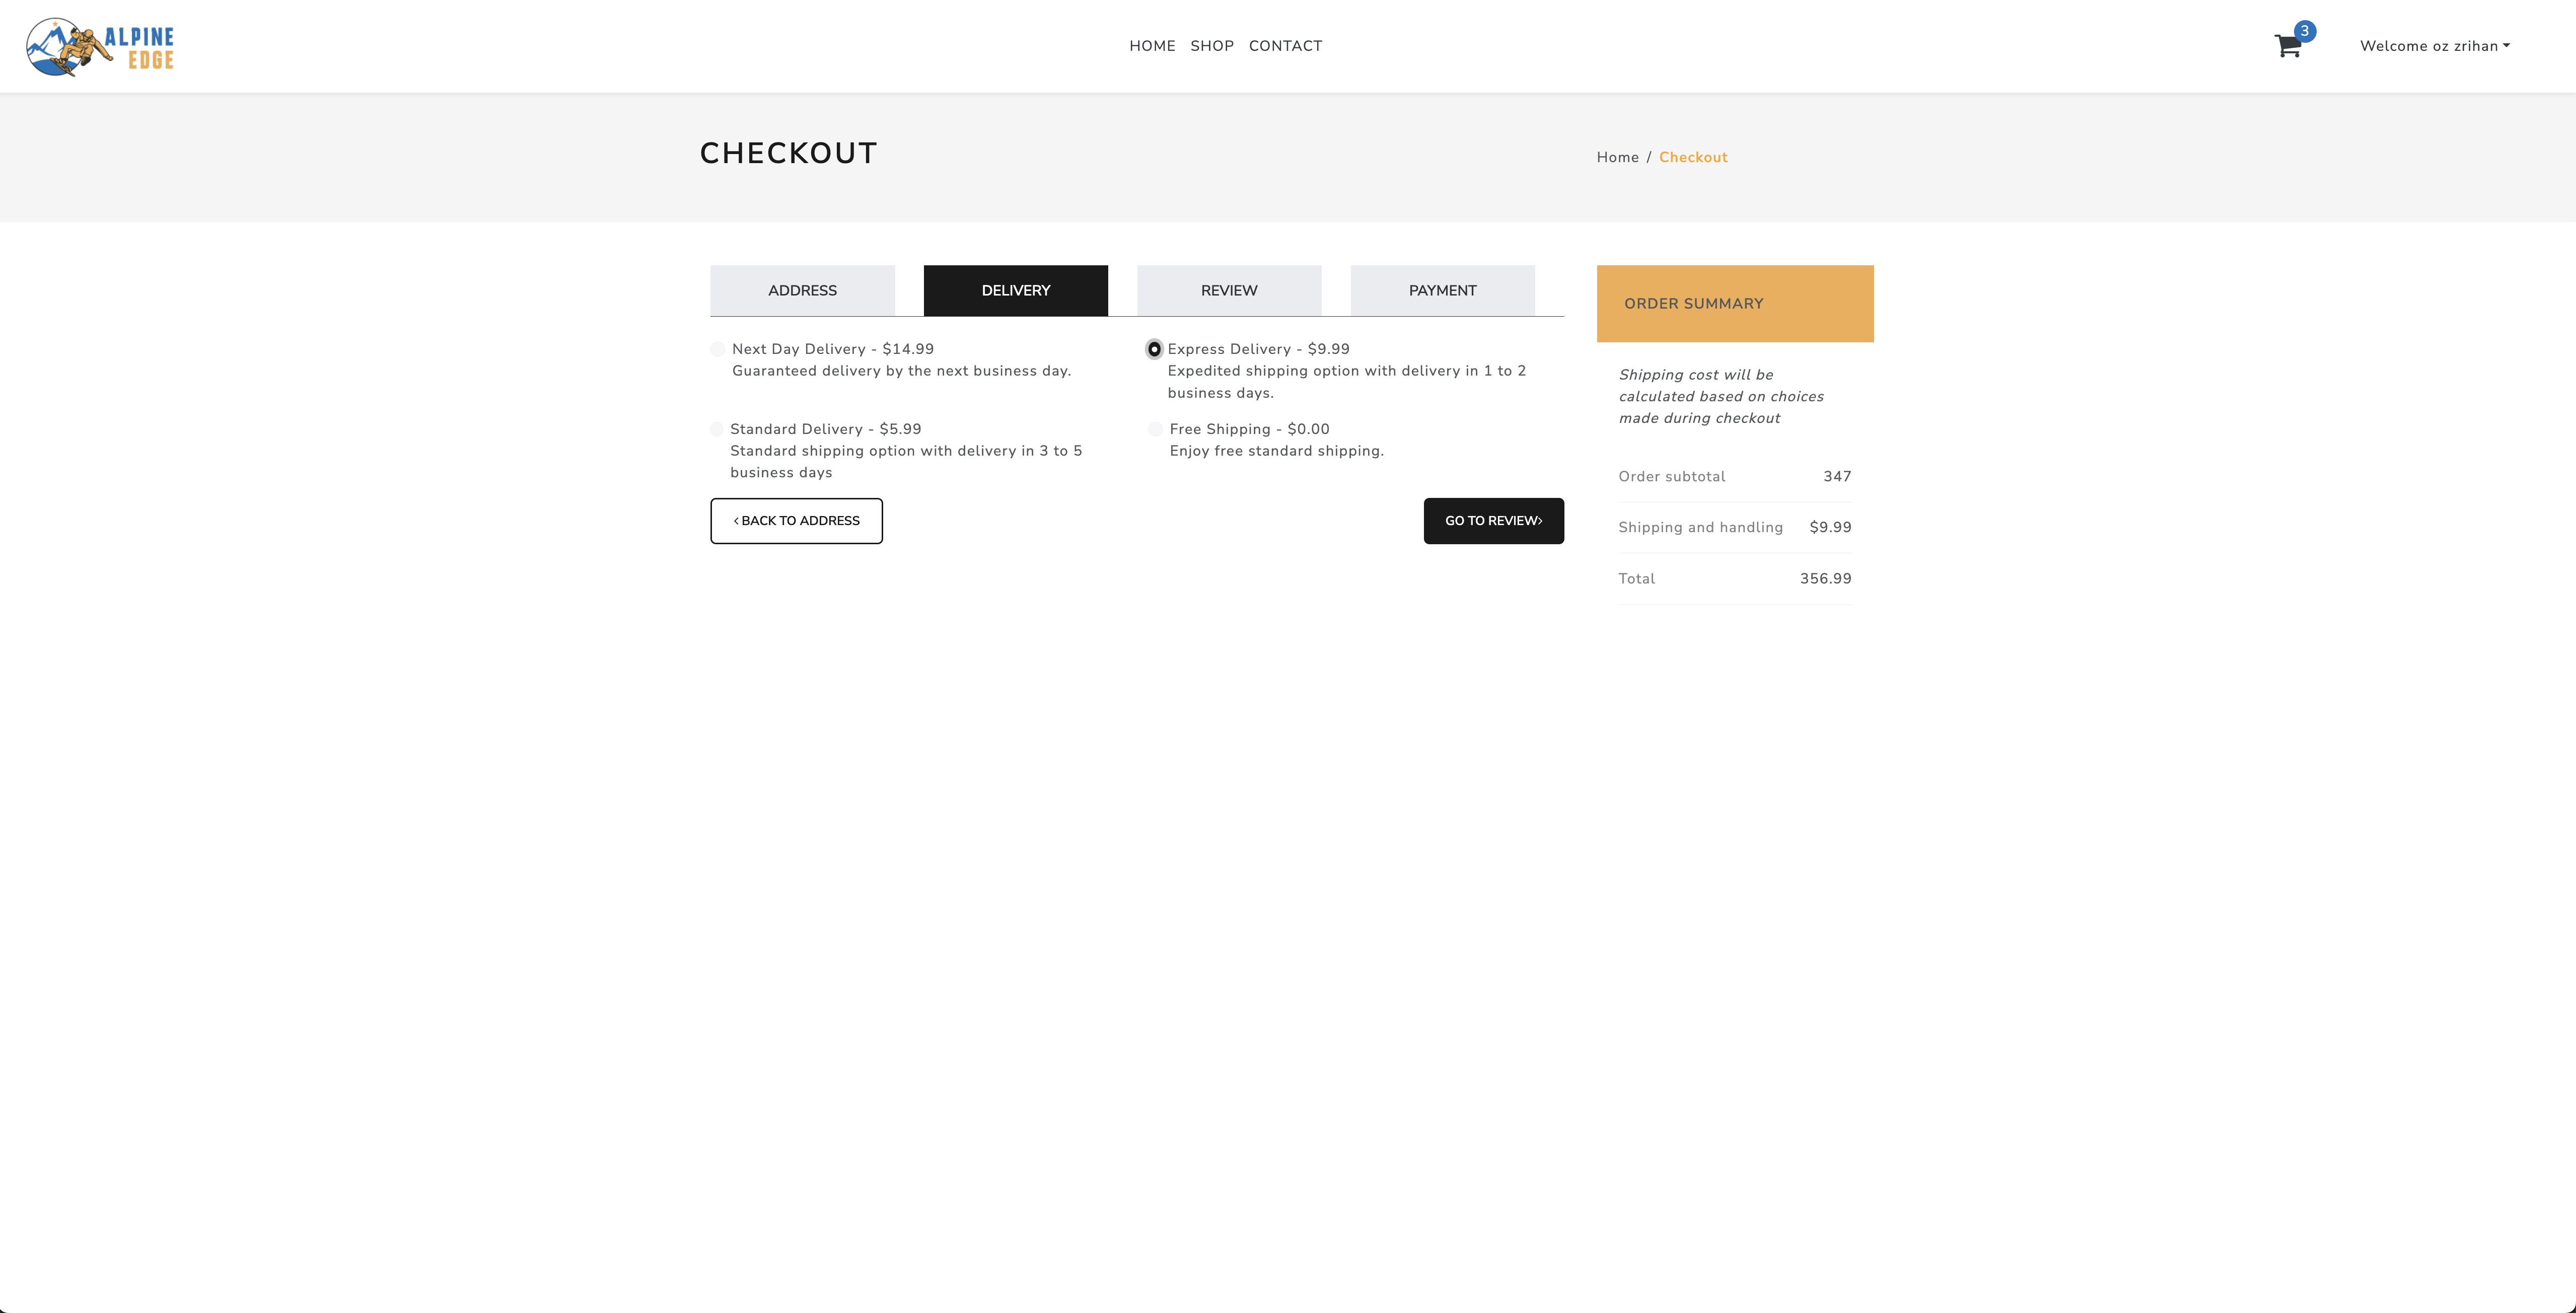 ALPINE
EDGE
HOME SHOP CONTACT
3
Welcome oz zrihan
CHECKOUT
Home / Checkout
ADDRESS
DELIVERY
REVIEW
PAYMENT
Next Day Delivery - $14.99
Guaranteed delivery by the next business day.
Express Delivery - $9.99
Expedited shipping option with delivery in 1 to 2
business days.
Standard Delivery - $5.99
Standard shipping option with delivery in 3 to 5
business days
Free Shipping - $0.00
Enjoy free standard shipping.
‹ BACK TO ADDRESS
GO TO REVIEW›
ORDER SUMMARY
Shipping cost will be
calculated based on choices
made during checkout
Order subtotal 347
Shipping and handling $9.99
Total 356.99